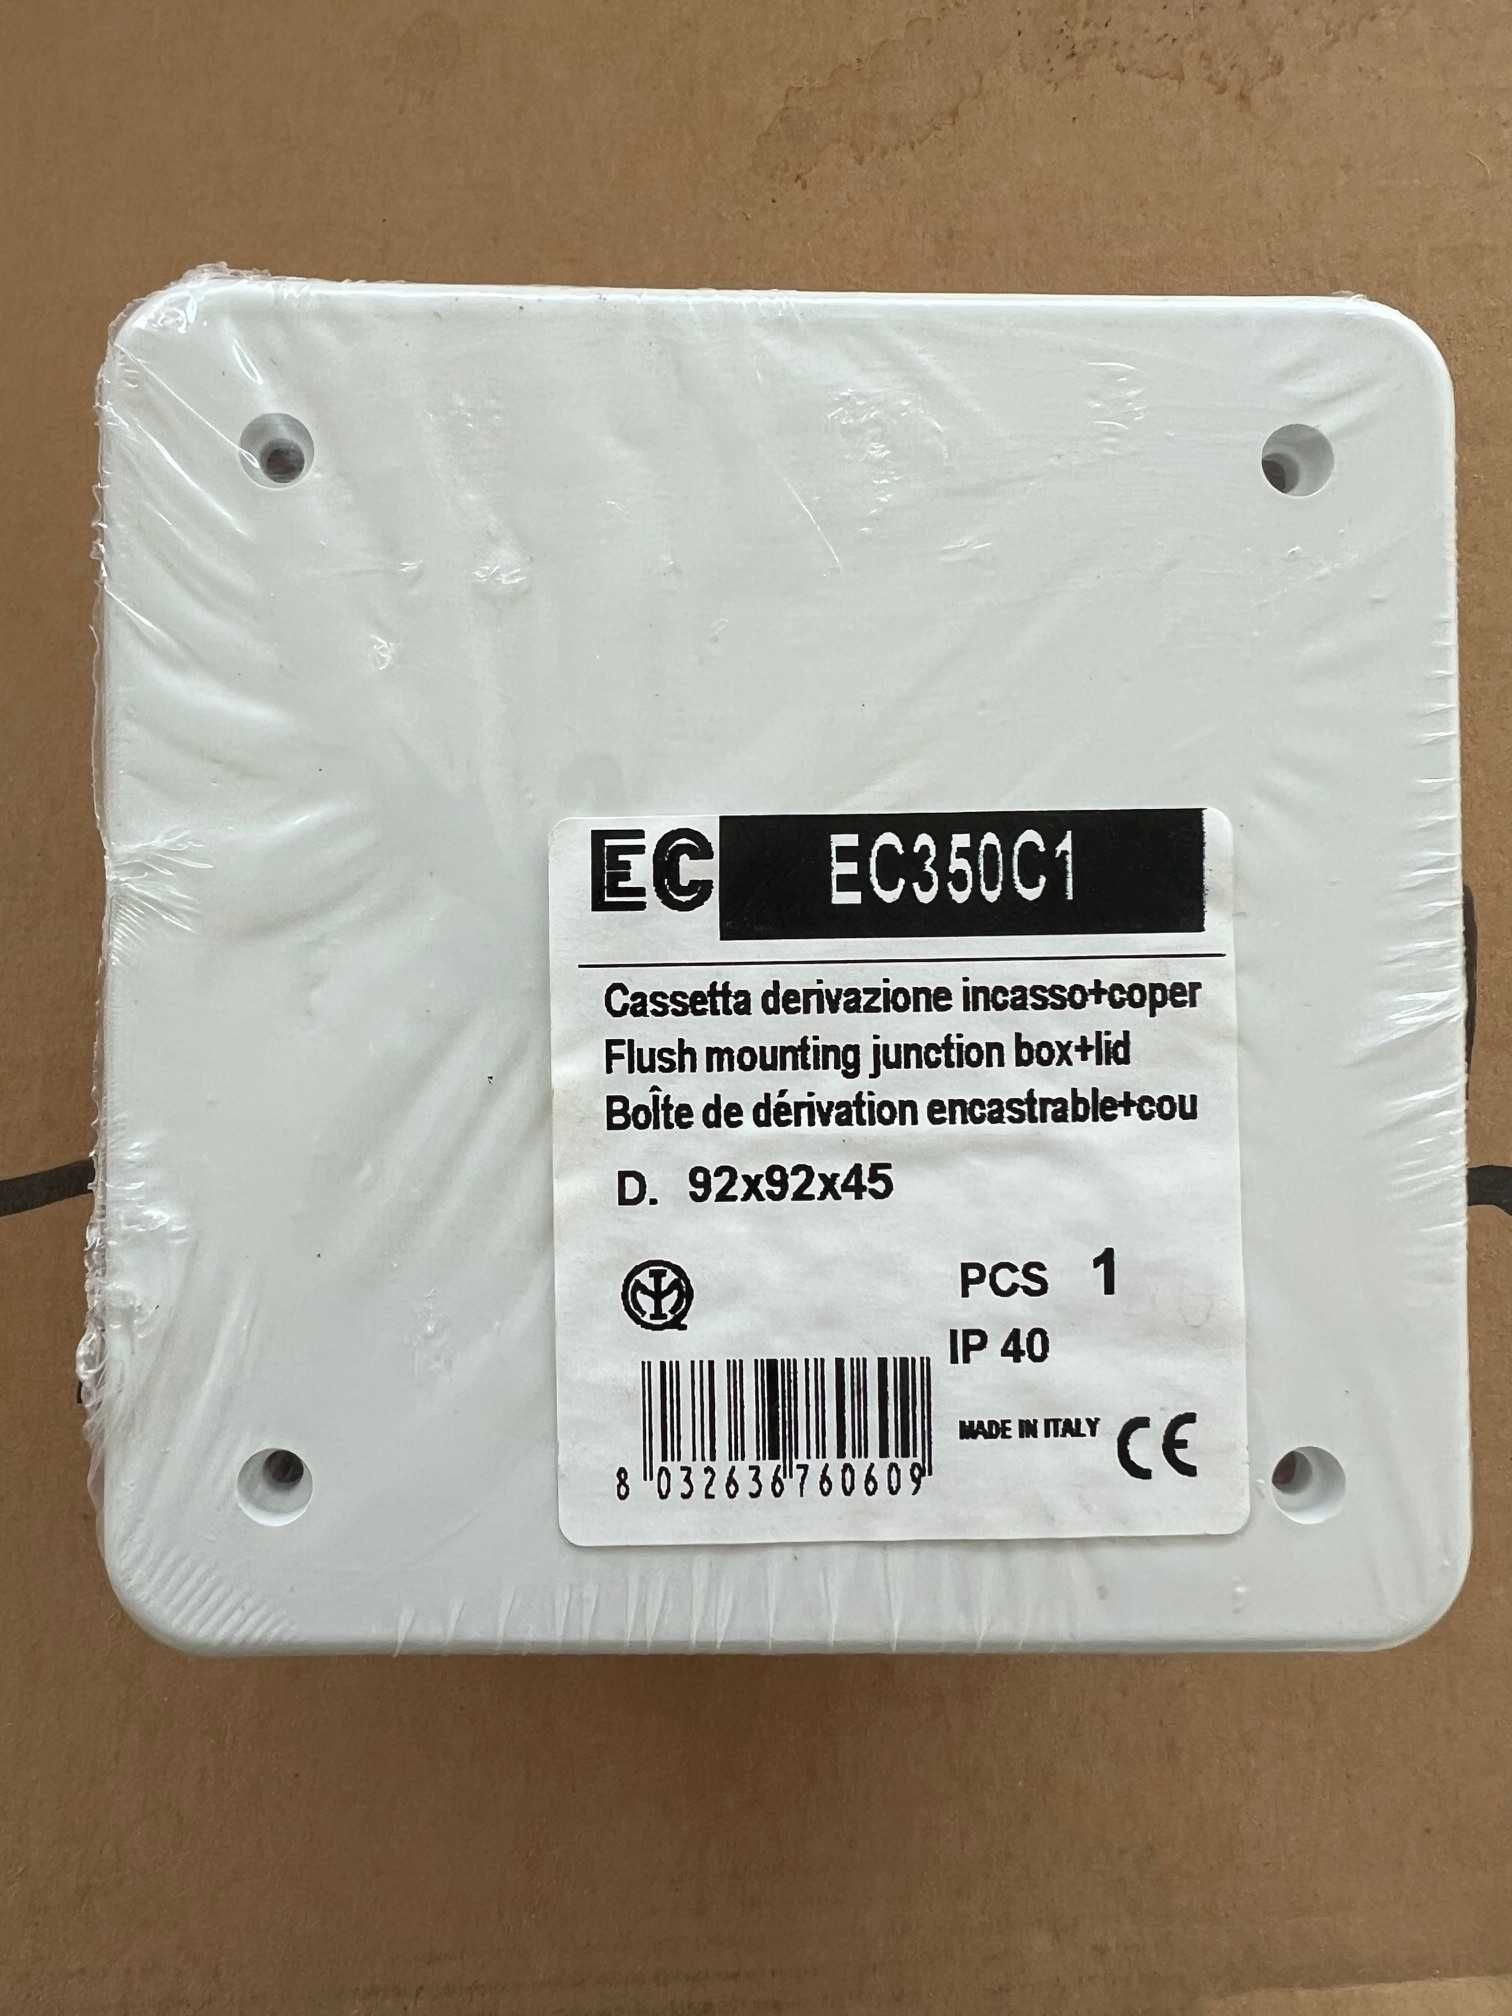 EC EC350C1
Cassetta derivazione incasso+coper
Flush mounting junction box+lid
Boîte de dérivation encastrable+cou
D. 92x92x45
PCS 1
IP 40
MADE IN ITALY CE
8 032636 760609